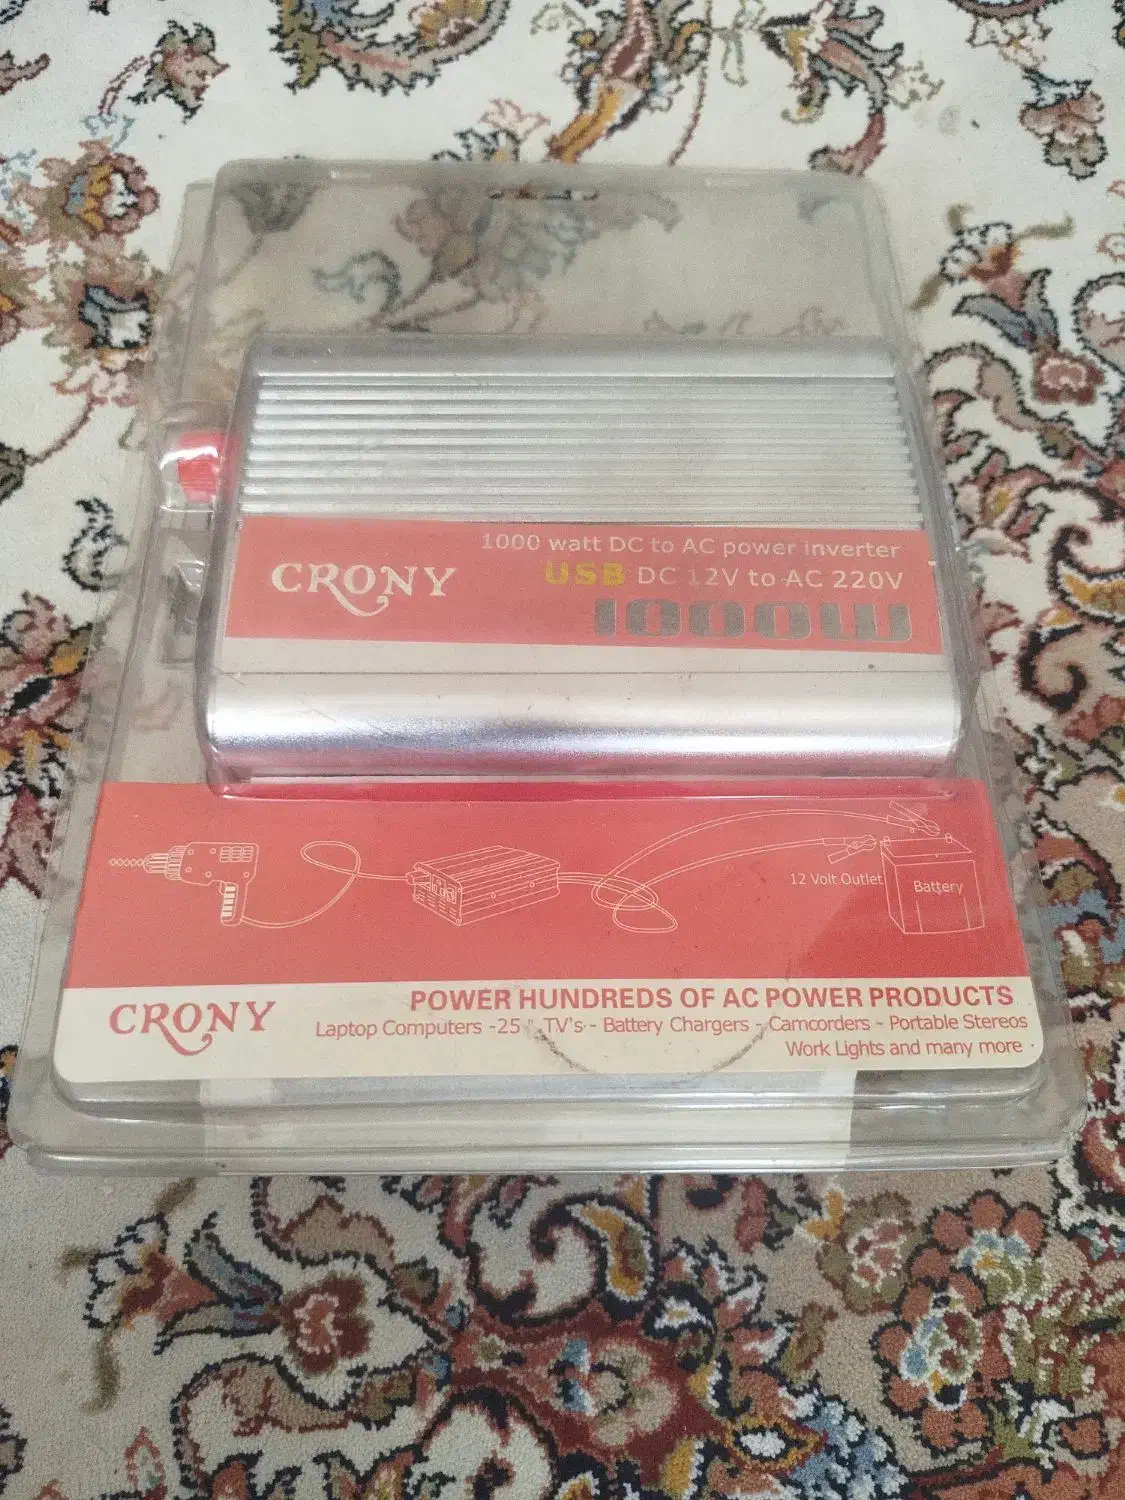 1000 watt DC to AC power inverter
CRONY
USB DC 12V to AC 220V
1000W
12 Volt Outlet
Battery
CRONY
POWER HUNDREDS OF AC POWER PRODUCTS
Laptop Computers -25 " TV's - Battery Chargers - Camcorders - Portable Stereos
Work Lights and many more